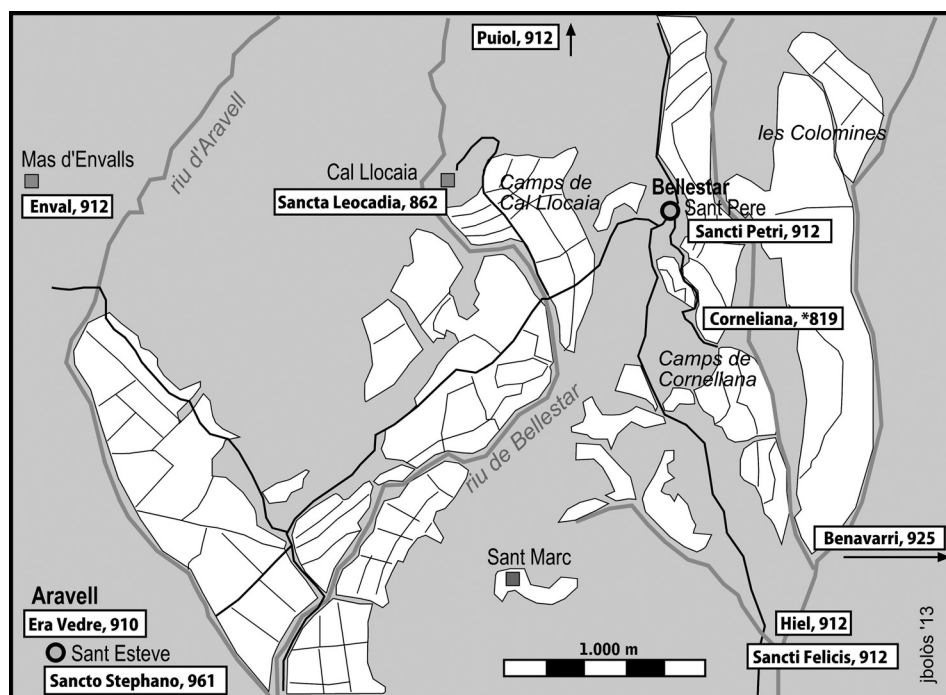 Puiol, 912
riu d'Aravell
les Colomines
Mas d'Envalls
Enval, 912
Cal Llocaia
Sancta Leocadia, 862
Camps de
Cal Llocaia
Bellestar
Sant Pere
Sancti Petri, 912
Corneliana, *819
Camps de
Cornellana
riu de Bellestar
Benavarri, 925
Sant Marc
Aravell
Era Vedre, 910
Sant Esteve
Sancto Stephano, 961
1.000 m
Hiel, 912
Sancti Felicis, 912
jbolòs '13